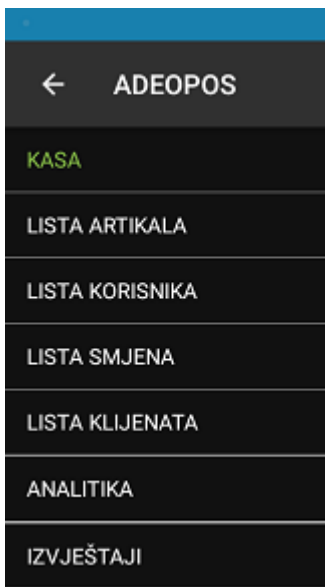 ADEOPOS
KASA
LISTA ARTIKALA
LISTA KORISNIKA
LISTA SMJENA
LISTA KLIJENATA
ANALITIKA
IZVJEŠTAJI